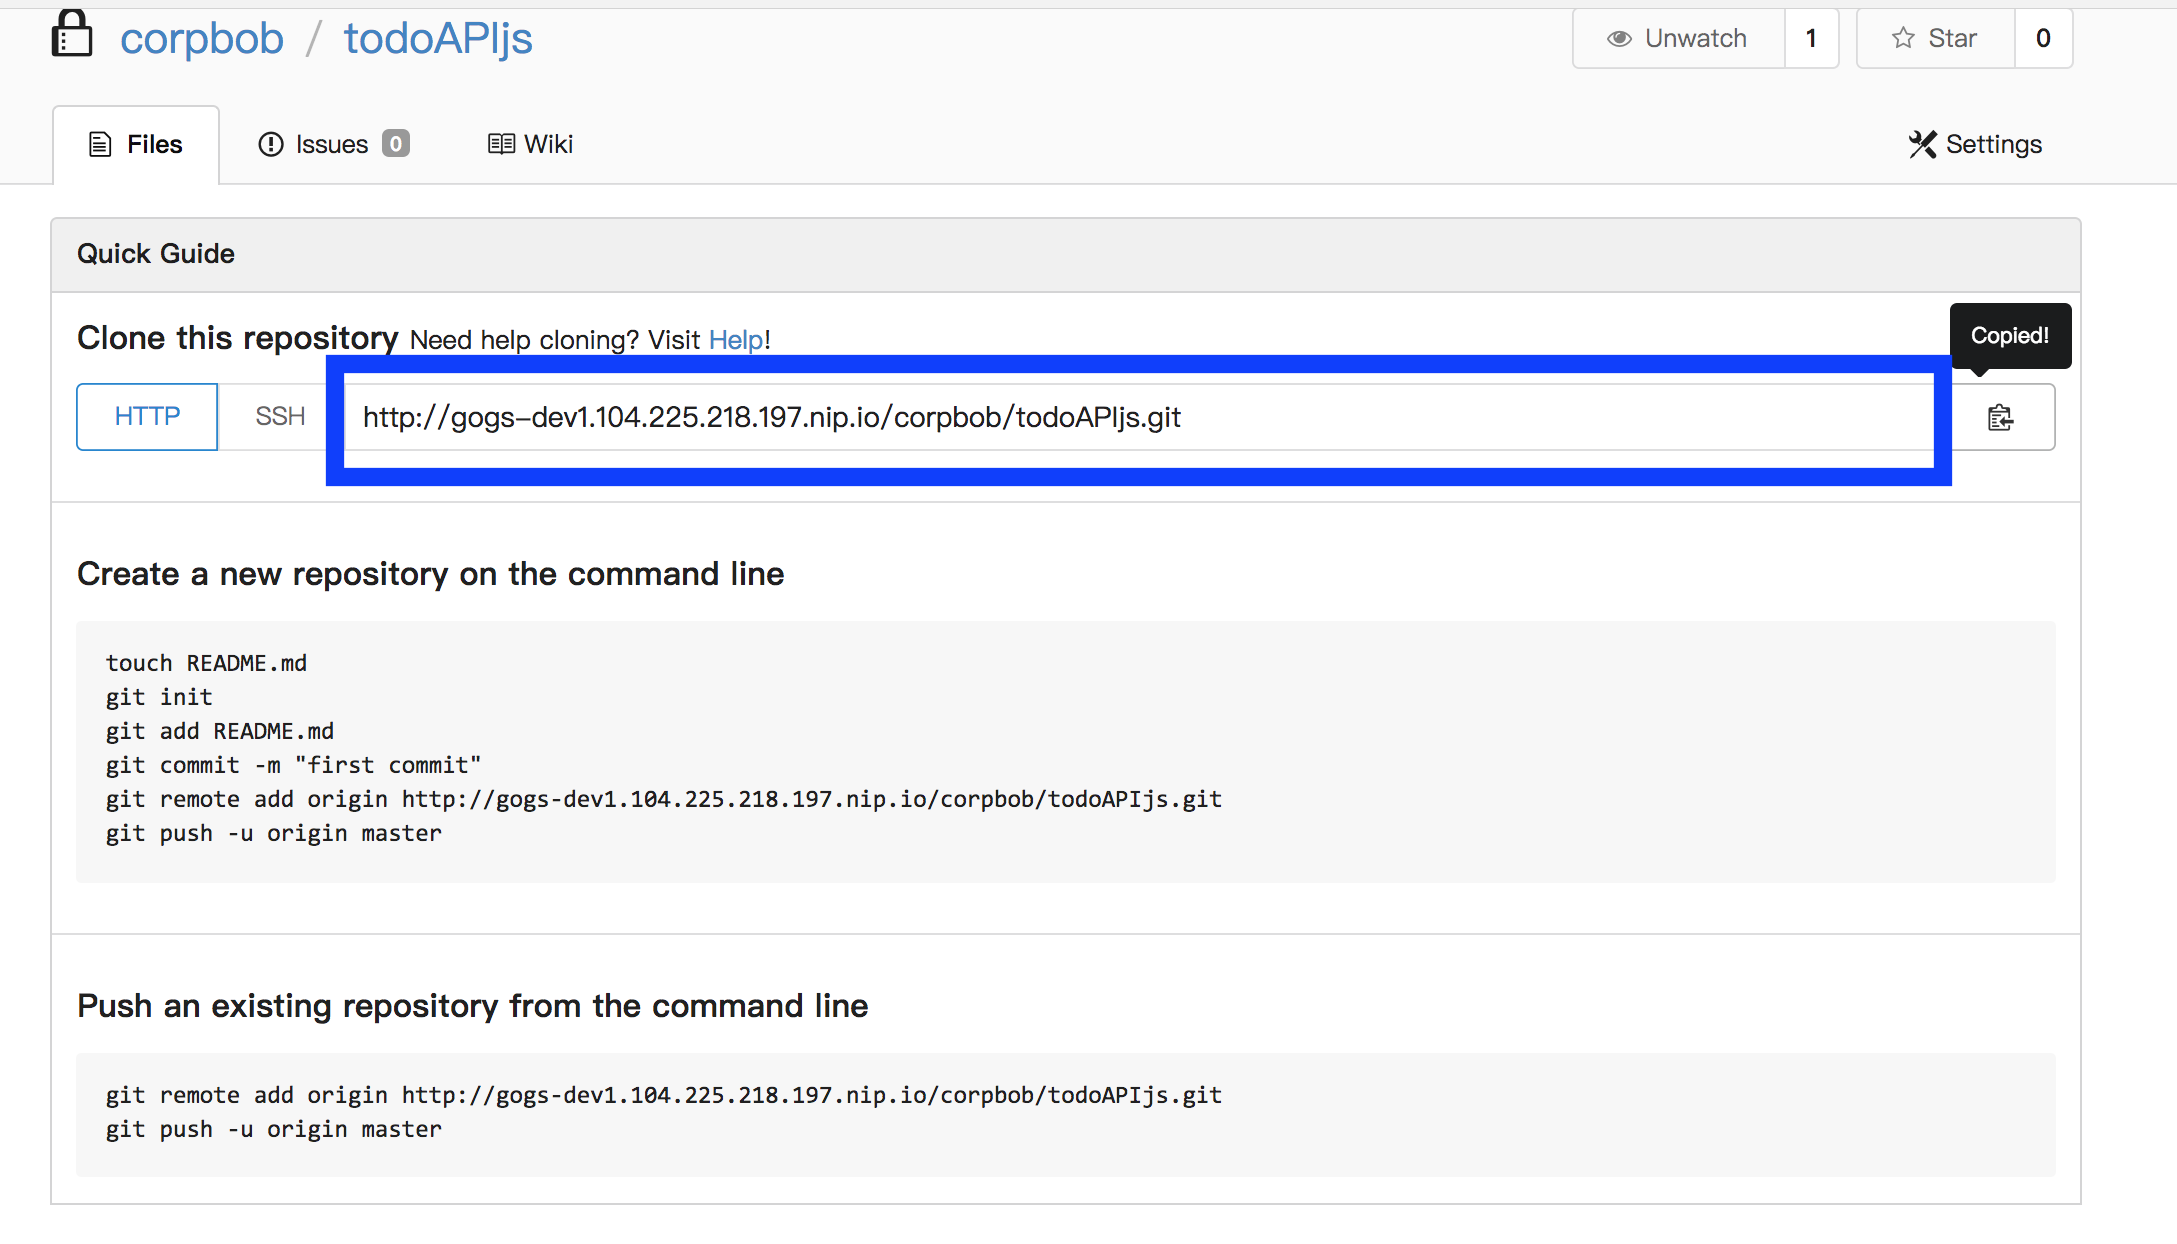 corpbob / todoAPIjs
Unwatch 1 Star 0
Files Issues 0 Wiki Settings
Quick Guide
Clone this repository Need help cloning? Visit Help!
Copied!
HTTP SSH http://gogs-dev1.104.225.218.197.nip.io/corpbob/todoAPIjs.git
Create a new repository on the command line
touch README.md
git init
git add README.md
git commit -m "first commit"
git remote add origin http://gogs-dev1.104.225.218.197.nip.io/corpbob/todoAPIjs.git
git push -u origin master
Push an existing repository from the command line
git remote add origin http://gogs-dev1.104.225.218.197.nip.io/corpbob/todoAPIjs.git
git push -u origin master